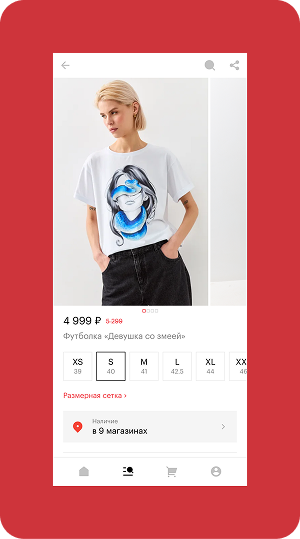 4 999 ₽ 5 299
Футболка «Девушка со змеей»
XS S M L XL XX
39 40 41 42.5 44 46
Размерная сетка ›
Наличие
в 9 магазинах